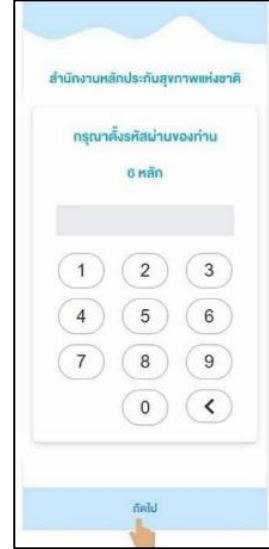 สำนักงานหลักประกันสุขภาพแห่งชาติ
กรุณาตั้งรหัสผ่านของท่าน
6 หลัก
1 2 3
4 5 6
7 8 9
0
ถัดไป